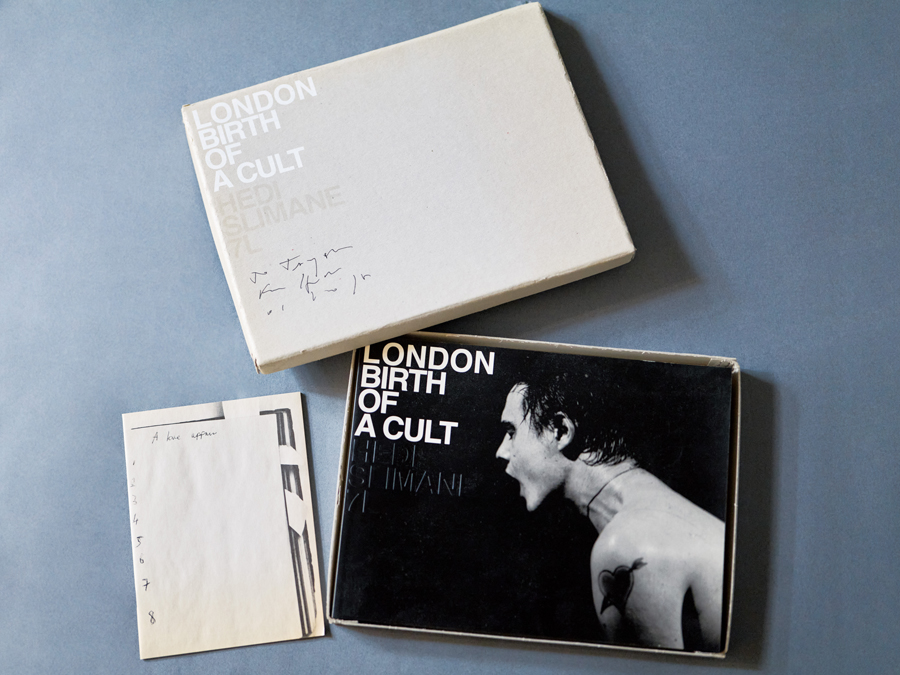 LONDON
BIRTH
OF
A CULT
HEDI
SLIMANE
7L
LONDON
BIRTH
OF
A CULT
HEDI
SLIMANE
7L
A love affair
1
2
3
4
5
6
7
8